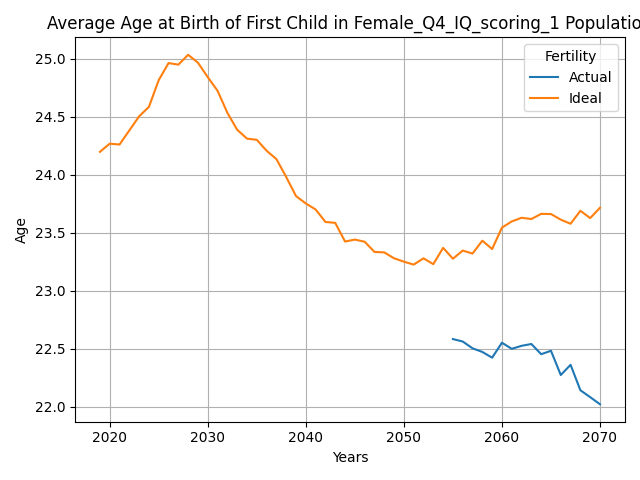 Average Age at Birth of First Child in Female_Q4_IQ_scoring_1 Populatio
25.0
24.5
24.0
23.5
23.0
22.5
22.0
Age
Fertility
Actual
Ideal
2020 2030 2040 2050 2060 2070
Years